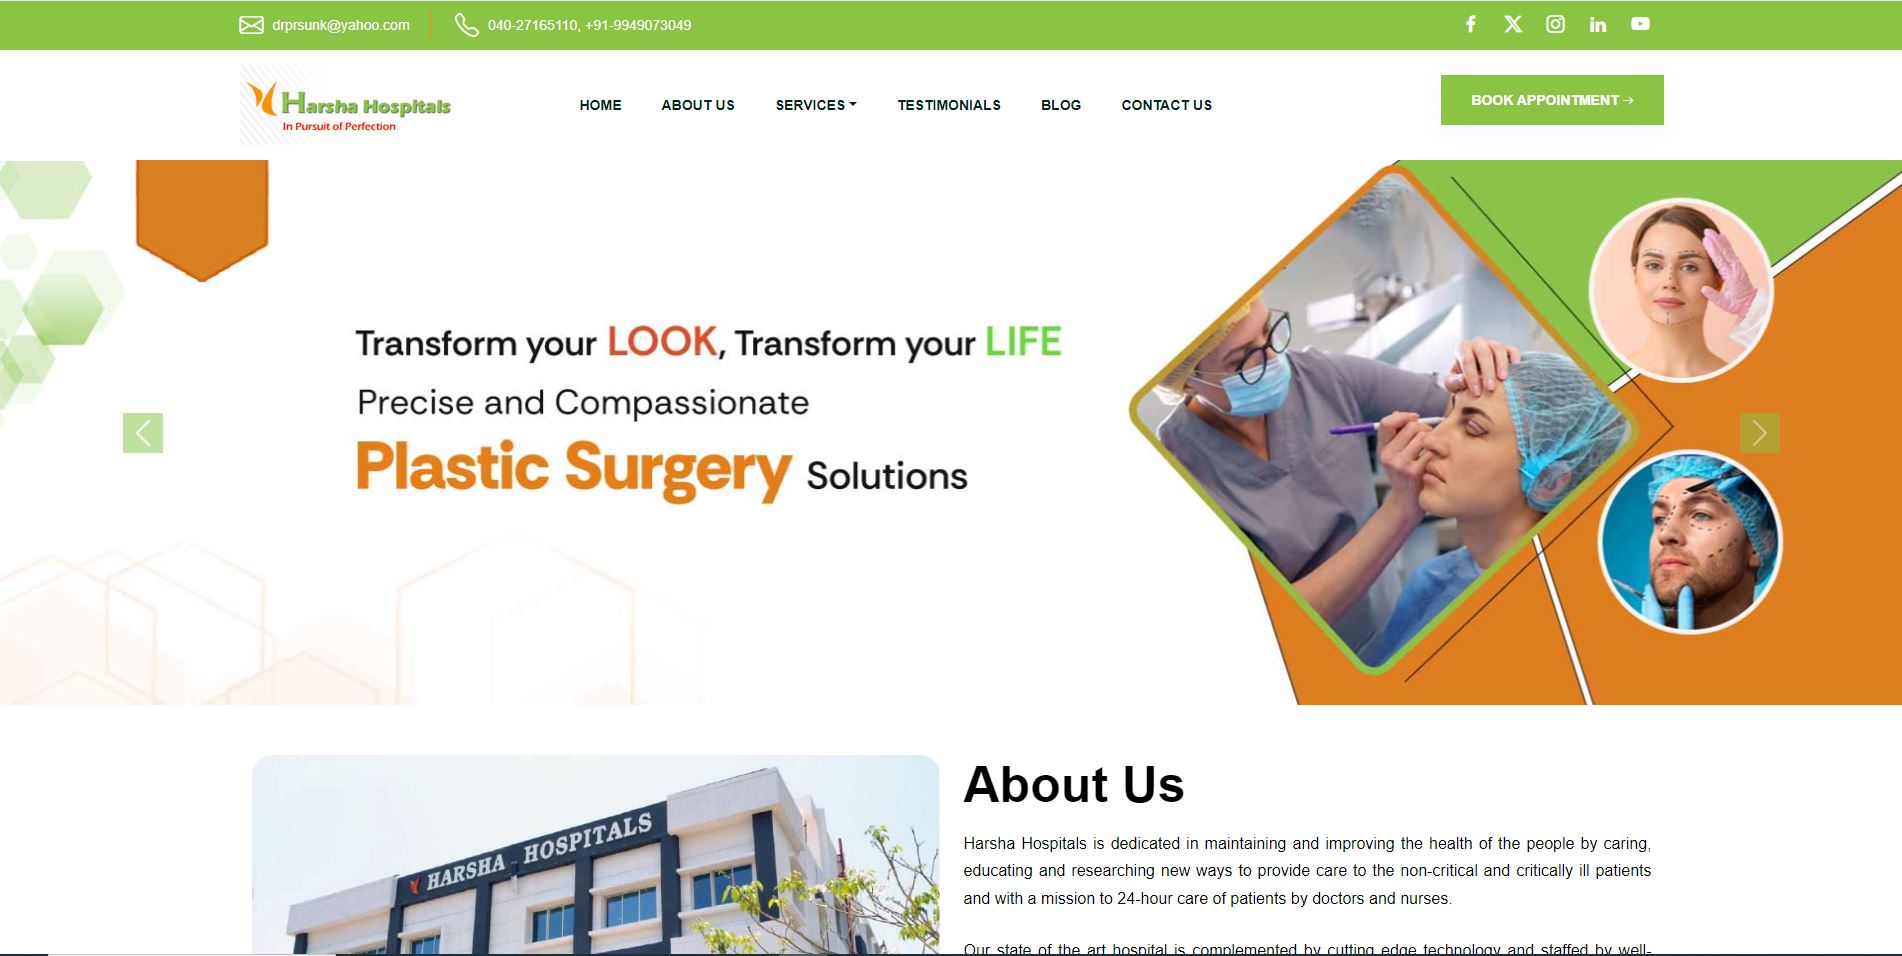 drprsunk@yahoo.com
040-27165110, +91-9949073049
Harsha Hospitals
In Pursuit of Perfection
HOME
ABOUT US
SERVICES
TESTIMONIALS
BLOG
CONTACT US
BOOK APPOINTMENT →
Transform your LOOK, Transform your LIFE
Precise and Compassionate
Plastic Surgery Solutions
HARSHA HOSPITALS
About Us
Harsha Hospitals is dedicated in maintaining and improving the health of the people by caring,
educating and researching new ways to provide care to the non-critical and critically ill patients
and with a mission to 24-hour care of patients by doctors and nurses.
Our state of the art hospital is complemented by cutting edge technology and staffed by well-